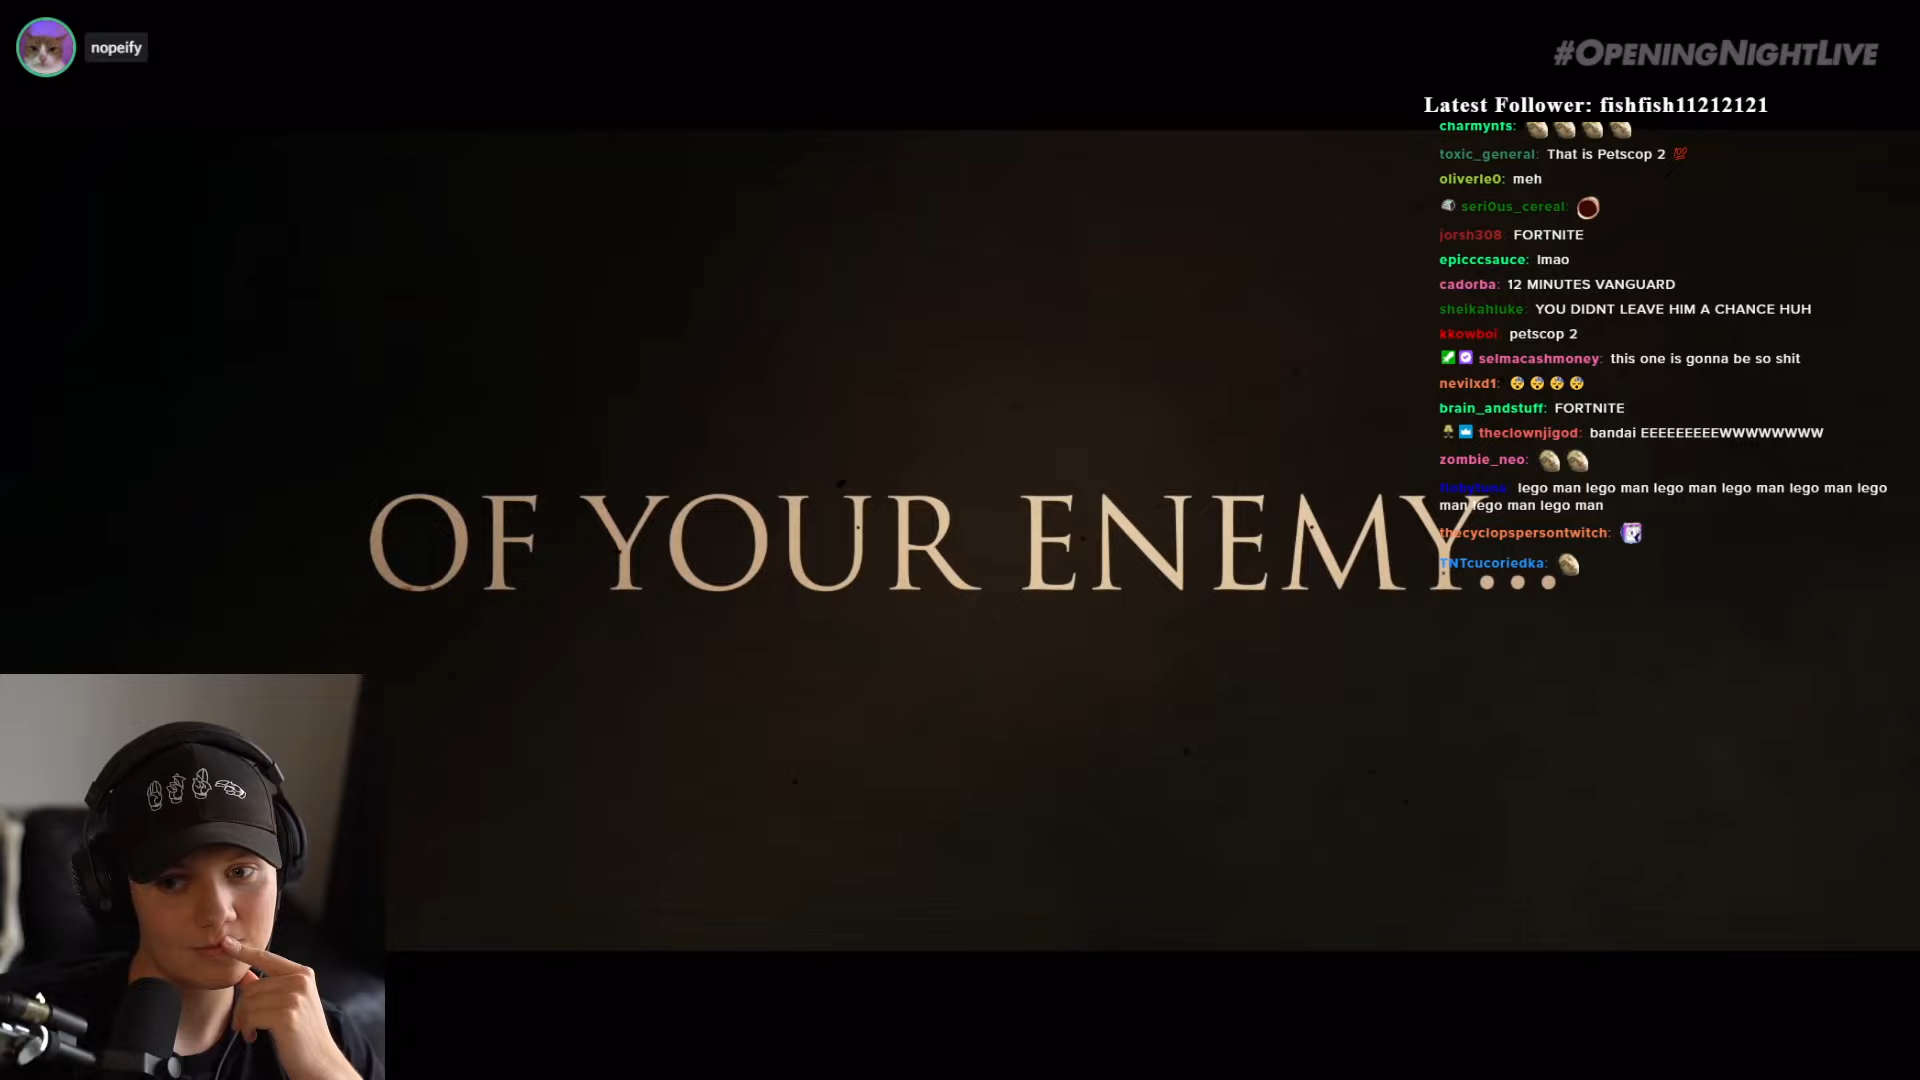 nopeify
#OPENINGNIGHTLIVE
Latest Follower: fishfish11212121
charmynfs:
toxic_general: That is Petscop 2 💯
oliverle0: meh
seri0us_cereal:
jorsh308: FORTNITE
epicccsauce: lmao
cadorba: 12 MINUTES VANGUARD
sheikahluke: YOU DIDNT LEAVE HIM A CHANCE HUH
kkowboi: petscop 2
selmacashmoney: this one is gonna be so shit
nevilxd1: 😴 😴 😴 😴
brain_andstuff: FORTNITE
theclownjigod: bandai EEEEEEEEEWWWWWWWW
zombie_neo:
lego man lego man lego man lego man lego man lego
man lego man lego man
thecyclopspersontwitch:
TNTcucoriedka:
OF YOUR ENEMY...